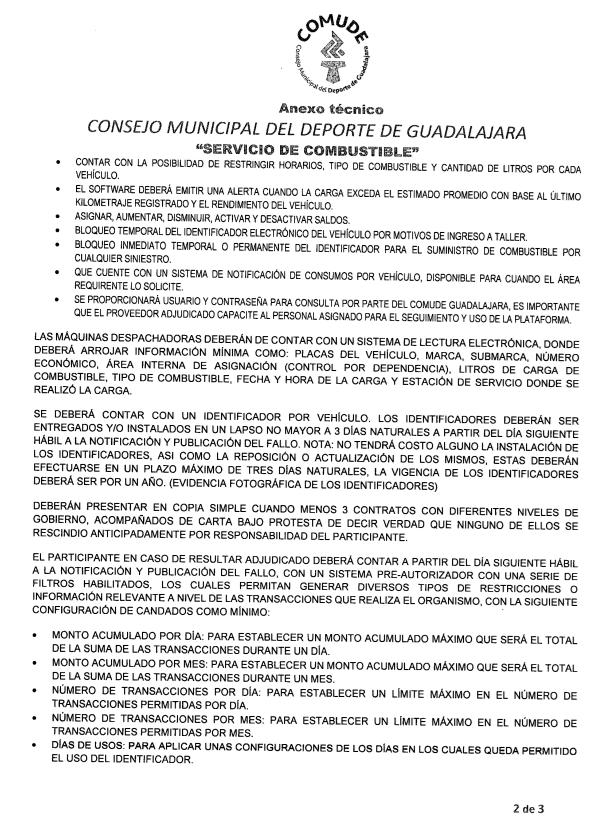 COMUDE
Consejo Municipal del Deporte de Guadalajara
Anexo técnico
CONSEJO MUNICIPAL DEL DEPORTE DE GUADALAJARA
"SERVICIO DE COMBUSTIBLE"
• CONTAR CON LA POSIBILIDAD DE RESTRINGIR HORARIOS, TIPO DE COMBUSTIBLE Y CANTIDAD DE LITROS POR CADA
VEHÍCULO.
• EL SOFTWARE DEBERÁ EMITIR UNA ALERTA CUANDO LA CARGA EXCEDA EL ESTIMADO PROMEDIO CON BASE AL ÚLTIMO
KILOMETRAJE REGISTRADO Y EL RENDIMIENTO DEL VEHÍCULO.
• ASIGNAR, AUMENTAR, DISMINUIR, ACTIVAR Y DESACTIVAR SALDOS.
• BLOQUEO TEMPORAL DEL IDENTIFICADOR ELECTRÓNICO DEL VEHÍCULO POR MOTIVOS DE INGRESO A TALLER.
• BLOQUEO INMEDIATO TEMPORAL O PERMANENTE DEL IDENTIFICADOR PARA EL SUMINISTRO DE COMBUSTIBLE POR
CUALQUIER SINIESTRO.
• QUE CUENTE CON UN SISTEMA DE NOTIFICACIÓN DE CONSUMOS POR VEHÍCULO, DISPONIBLE PARA CUANDO EL ÁREA
REQUIRENTE LO SOLICITE.
• SE PROPORCIONARÁ USUARIO Y CONTRASEÑA PARA CONSULTA POR PARTE DEL COMUDE GUADALAJARA, ES IMPORTANTE
QUE EL PROVEEDOR ADJUDICADO CAPACITE AL PERSONAL ASIGNADO PARA EL SEGUIMIENTO Y USO DE LA PLATAFORMA.
LAS MÁQUINAS DESPACHADORAS DEBERÁN DE CONTAR CON UN SISTEMA DE LECTURA ELECTRÓNICA, DONDE
DEBERÁ ARROJAR INFORMACIÓN MÍNIMA COMO: PLACAS DEL VEHÍCULO, MARCA, SUBMARCA, NÚMERO
ECONÓMICO, ÁREA INTERNA DE ASIGNACIÓN (CONTROL POR DEPENDENCIA), LITROS DE CARGA DE
COMBUSTIBLE, TIPO DE COMBUSTIBLE, FECHA Y HORA DE LA CARGA Y ESTACIÓN DE SERVICIO DONDE SE
REALIZÓ LA CARGA.
SE DEBERÁ CONTAR CON UN IDENTIFICADOR POR VEHÍCULO. LOS IDENTIFICADORES DEBERÁN SER
ENTREGADOS Y/O INSTALADOS EN UN LAPSO NO MAYOR A 3 DÍAS NATURALES A PARTIR DEL DÍA SIGUIENTE
HÁBIL A LA NOTIFICACIÓN Y PUBLICACIÓN DEL FALLO. NOTA: NO TENDRÁ COSTO ALGUNO LA INSTALACIÓN DE
LOS IDENTIFICADORES, ASI COMO LA REPOSICIÓN O ACTUALIZACIÓN DE LOS MISMOS, ESTAS DEBERÁN
EFECTUARSE EN UN PLAZO MÁXIMO DE TRES DÍAS NATURALES, LA VIGENCIA DE LOS IDENTIFICADORES
DEBERÁ SER POR UN AÑO. (EVIDENCIA FOTOGRÁFICA DE LOS IDENTIFICADORES)
DEBERÁN PRESENTAR EN COPIA SIMPLE CUANDO MENOS 3 CONTRATOS CON DIFERENTES NIVELES DE
GOBIERNO, ACOMPAÑADOS DE CARTA BAJO PROTESTA DE DECIR VERDAD QUE NINGUNO DE ELLOS SE
RESCINDIO ANTICIPADAMENTE POR RESPONSABILIDAD DEL PARTICIPANTE.
EL PARTICIPANTE EN CASO DE RESULTAR ADJUDICADO DEBERÁ CONTAR A PARTIR DEL DÍA SIGUIENTE HÁBIL
A LA NOTIFICACIÓN Y PUBLICACIÓN DEL FALLO, CON UN SISTEMA PRE-AUTORIZADOR CON UNA SERIE DE
FILTROS HABILITADOS, LOS CUALES PERMITAN GENERAR DIVERSOS TIPOS DE RESTRICCIONES O
INFORMACIÓN RELEVANTE A NIVEL DE LAS TRANSACCIONES QUE REALIZA EL ORGANISMO, CON LA SIGUIENTE
CONFIGURACIÓN DE CANDADOS COMO MÍNIMO:
• MONTO ACUMULADO POR DÍA: PARA ESTABLECER UN MONTO ACUMULADO MÁXIMO QUE SERÁ EL TOTAL
DE LA SUMA DE LAS TRANSACCIONES DURANTE UN DÍA.
• MONTO ACUMULADO POR MES: PARA ESTABLECER UN MONTO ACUMULADO MÁXIMO QUE SERÁ EL TOTAL
DE LA SUMA DE LAS TRANSACCIONES DURANTE UN MES.
• NÚMERO DE TRANSACCIONES POR DÍA: PARA ESTABLECER UN LÍMITE MÁXIMO EN EL NÚMERO DE
TRANSACCIONES PERMITIDAS POR DÍA.
• NÚMERO DE TRANSACCIONES POR MES: PARA ESTABLECER UN LÍMITE MÁXIMO EN EL NÚMERO DE
TRANSACCIONES PERMITIDAS POR MES.
• DÍAS DE USOS: PARA APLICAR UNAS CONFIGURACIONES DE LOS DÍAS EN LOS CUALES QUEDA PERMITIDO
EL USO DEL IDENTIFICADOR.
2 de 3